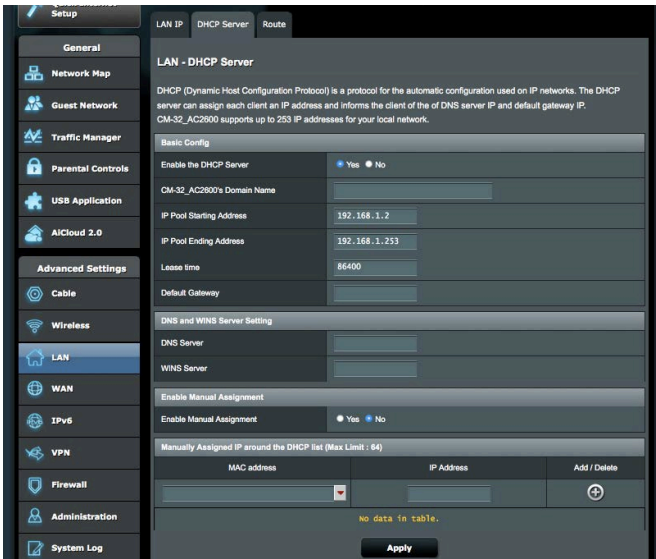 Setup
LAN IP
DHCP Server
Route
General
Network Map
Guest Network
Traffic Manager
Parental Controls
USB Application
AiCloud 2.0
Advanced Settings
Cable
Wireless
LAN
WAN
IPv6
VPN
Firewall
Administration
System Log
LAN - DHCP Server
DHCP (Dynamic Host Configuration Protocol) is a protocol for the automatic configuration used on IP networks. The DHCP
server can assign each client an IP address and informs the client of the of DNS server IP and default gateway IP.
CM-32_AC2600 supports up to 253 IP addresses for your local network.
Basic Config
Enable the DHCP Server Yes No
CM-32_AC2600's Domain Name
IP Pool Starting Address 192.168.1.2
IP Pool Ending Address 192.168.1.253
Lease time 86400
Default Gateway
DNS and WINS Server Setting
DNS Server
WINS Server
Enable Manual Assignment
Enable Manual Assignment Yes No
Manually Assigned IP around the DHCP list (Max Limit : 64)
MAC address IP Address Add / Delete
No data in table.
Apply